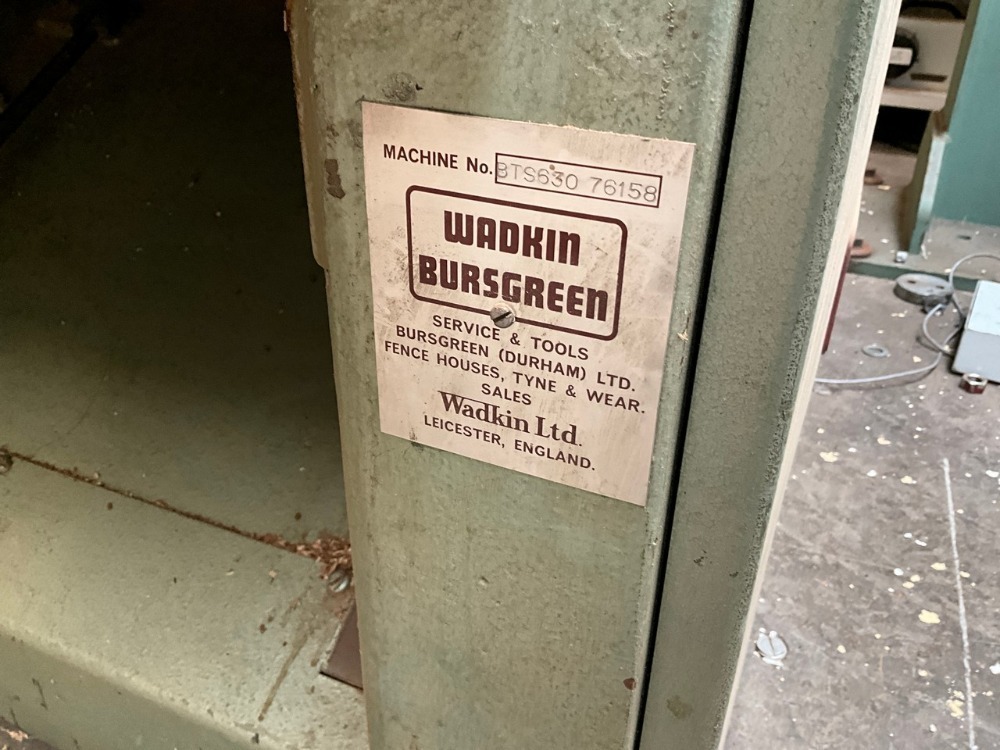 MACHINE No. BTS630 76158
WADKIN
BURSGREEN
SERVICE & TOOLS
BURSGREEN (DURHAM) LTD.
FENCE HOUSES, TYNE & WEAR.
SALES
Wadkin Ltd.
LEICESTER, ENGLAND.